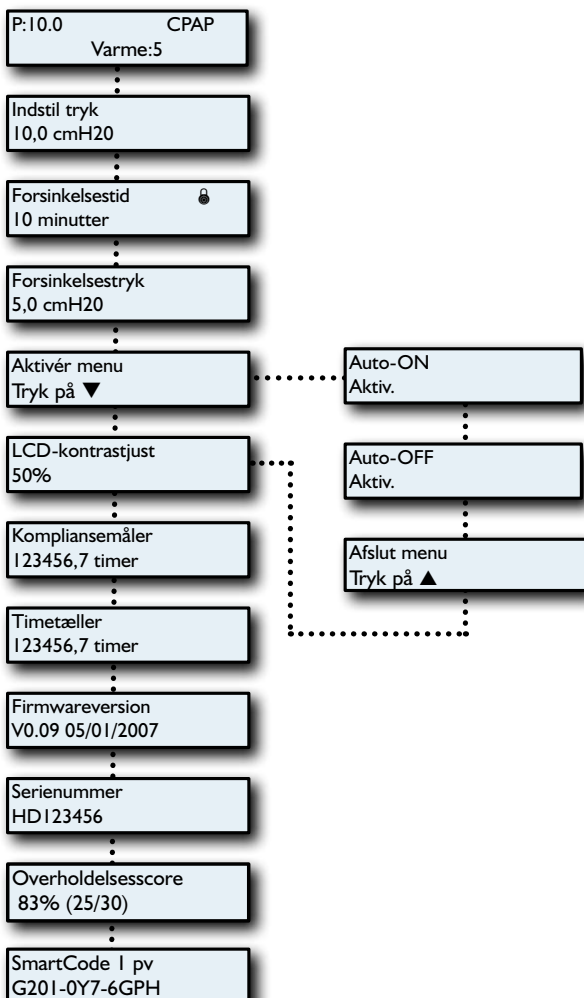 P:10.0 CPAP
Varme:5
Indstil tryk
10,0 cmH20
Forsinkelsestid
10 minutter
Forsinkelsestryk
5,0 cmH20
Aktivér menu
Tryk på ▼
LCD-kontrastjust
50%
Kompliansemåler
123456,7 timer
Timetæller
123456,7 timer
Firmwareversion
V0.09 05/01/2007
Serienummer
HD123456
Overholdelsesscore
83% (25/30)
SmartCode 1 pv
G201-0Y7-6GPH
Auto-ON
Aktiv.
Auto-OFF
Aktiv.
Afslut menu
Tryk på ▲